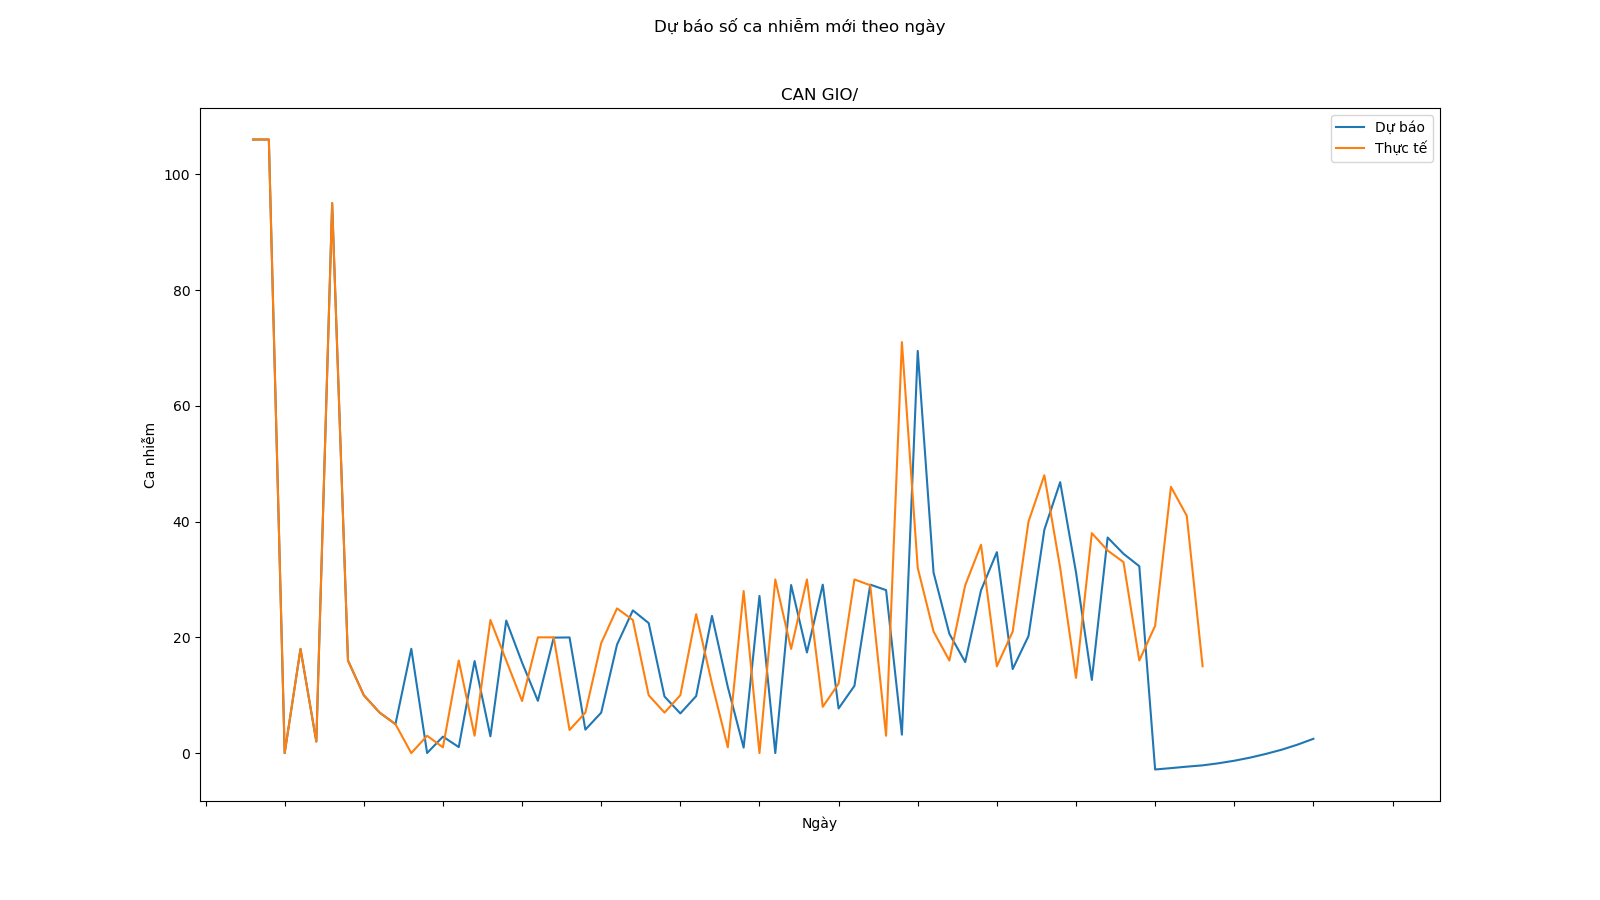 Dự báo số ca nhiễm mới theo ngày
CAN GIO/
Dự báo
Thực tế
100
80
60
40
20
0
Ca nhiễm
Ngày